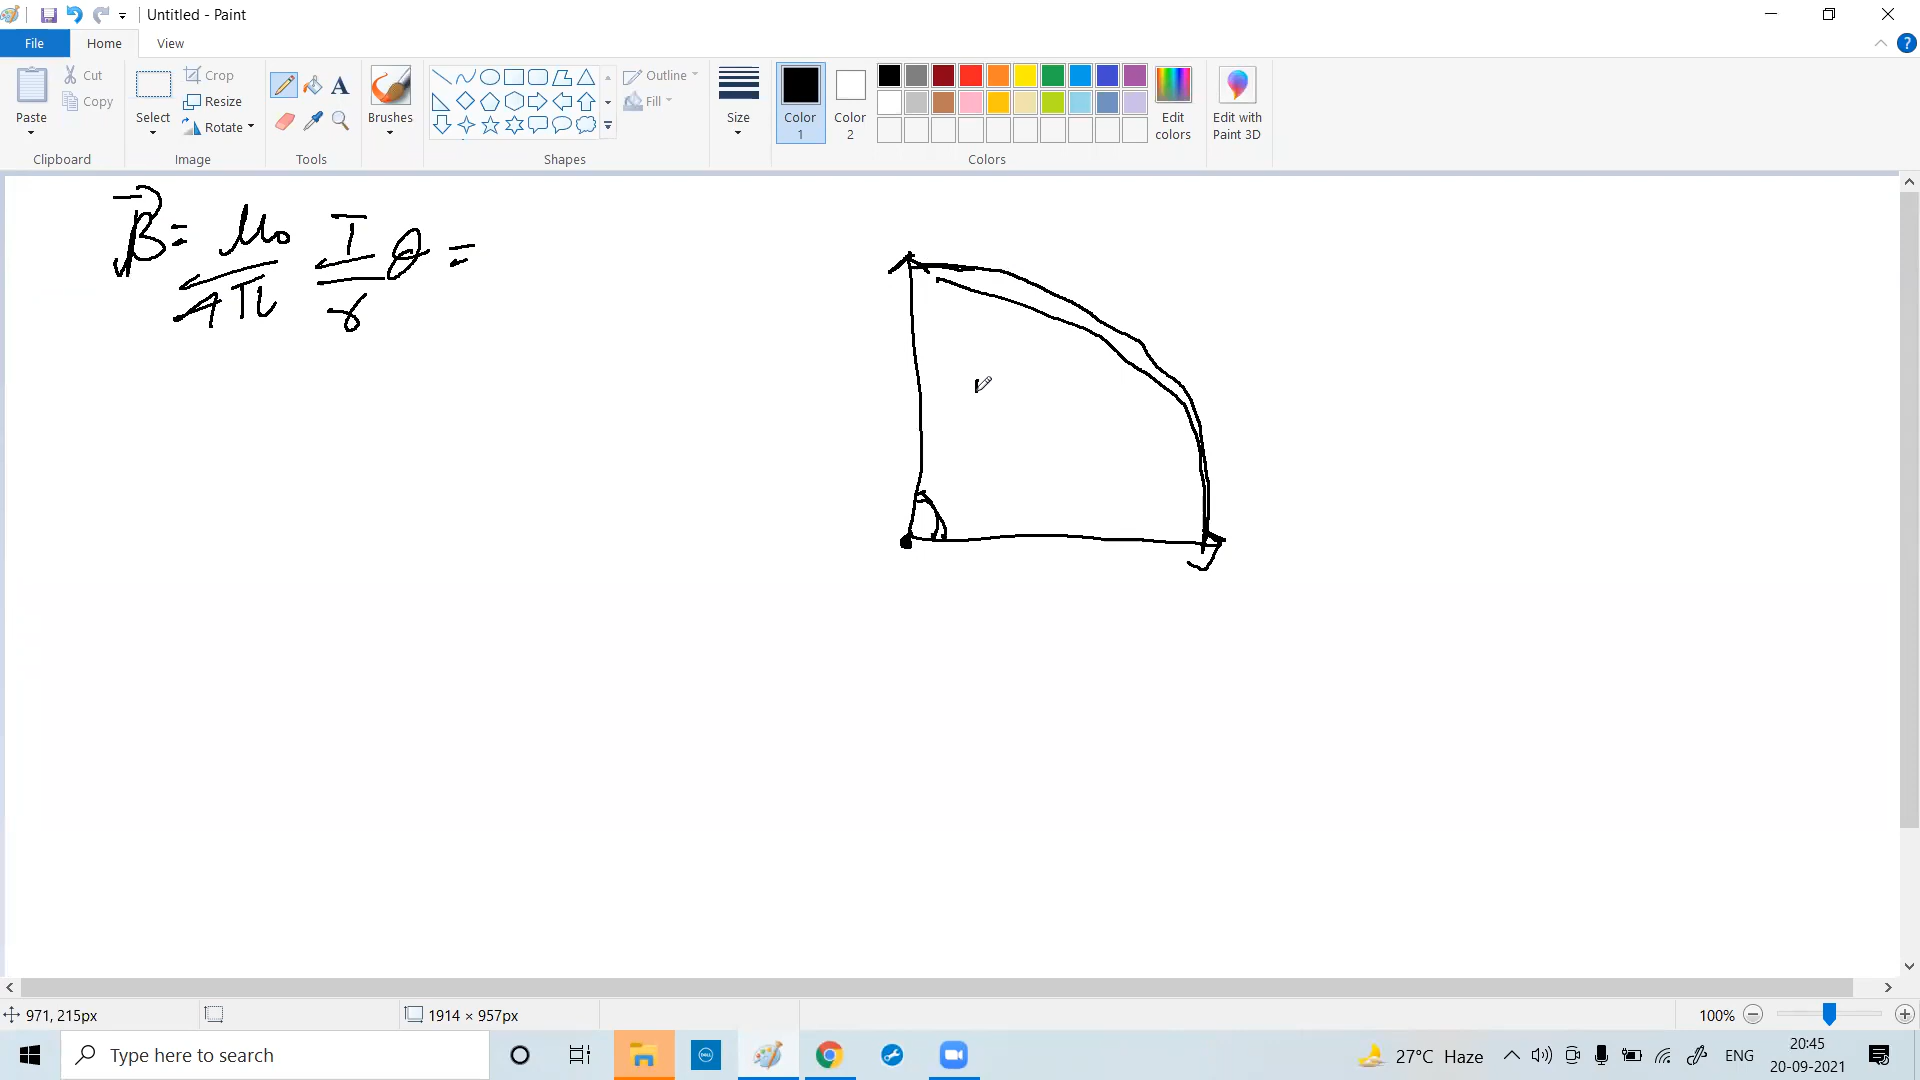 Untitled - Paint
File Home View
Cut
Copy
Paste
Clipboard
Select
Crop
Resize
Rotate
Image
Tools
Brushes
Outline
Fill
Shapes
Size
Color 1
Color 2
Edit colors
Colors
Edit with Paint 3D
B⃗ = μ₀/4π I/r θ =
971, 215px
1914 × 957px
100%
Type here to search
DELL
27°C Haze
ENG
20:45
20-09-2021